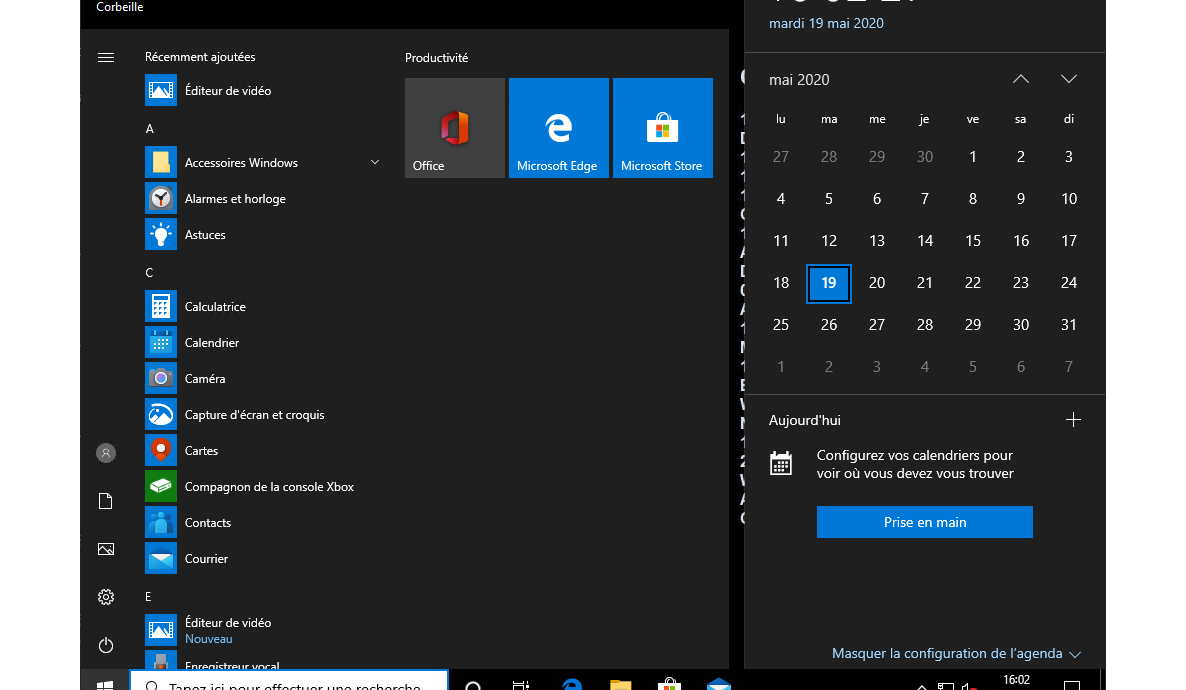 Corbeille
Récemment ajoutées
Éditeur de vidéo
A
Accessoires Windows
Alarmes et horloge
Astuces
C
Calculatrice
Calendrier
Caméra
Capture d'écran et croquis
Cartes
Compagnon de la console Xbox
Contacts
Courrier
E
Éditeur de vidéo
Nouveau
Enregistreur vocal
Tapez ici pour effectuer une recherche
Productivité
Office
Microsoft Edge
Microsoft Store
mardi 19 mai 2020
mai 2020
lu ma me je ve sa di
27 28 29 30 1 2 3
4 5 6 7 8 9 10
11 12 13 14 15 16 17
18 19 20 21 22 23 24
25 26 27 28 29 30 31
1 2 3 4 5 6 7
Aujourd'hui
Configurez vos calendriers pour
voir où vous devez vous trouver
Prise en main
Masquer la configuration de l'agenda
16:02